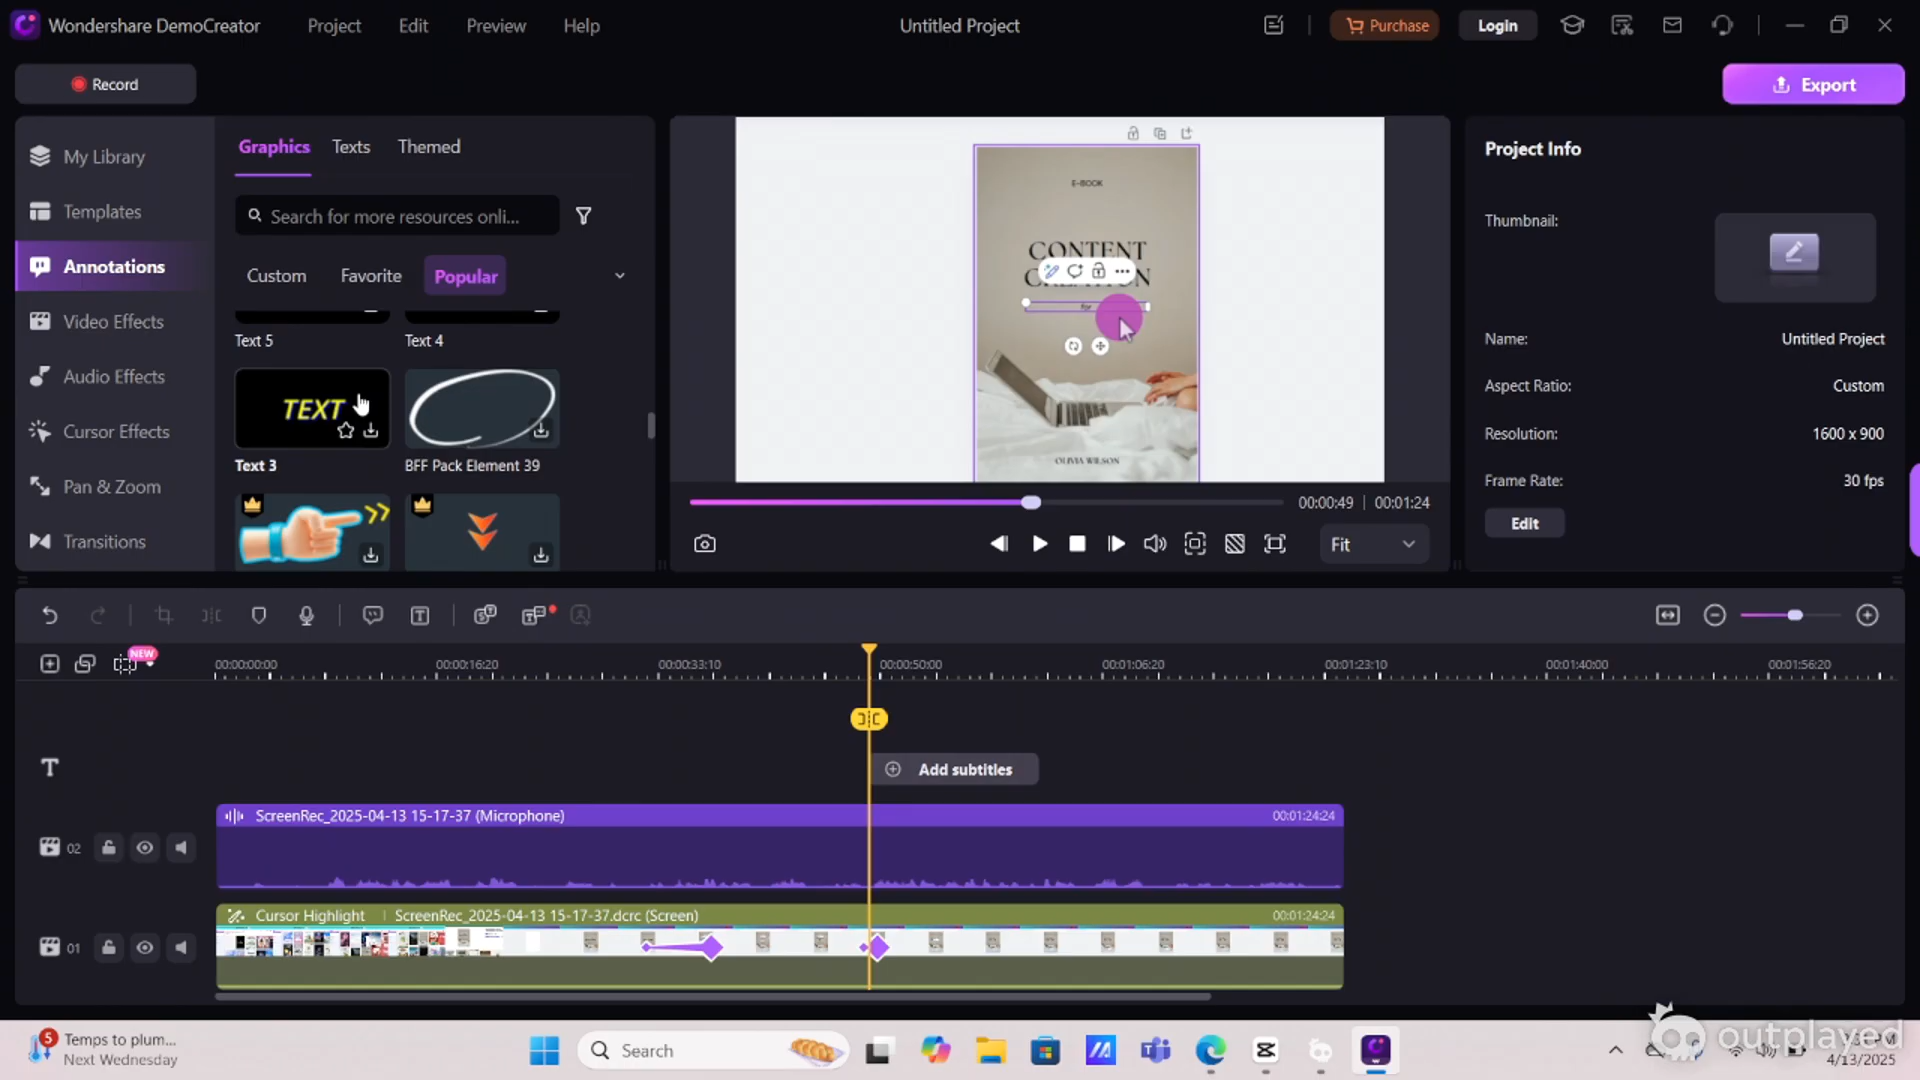 Wondershare DemoCreator
Project
Edit
Preview
Help
Untitled Project
Purchase
Login
Record
Export
My Library
Templates
Annotations
Video Effects
Audio Effects
Cursor Effects
Pan & Zoom
Transitions
Graphics
Texts
Themed
Search for more resources onli...
Custom
Favorite
Popular
Text 5
Text 4
TEXT
Text 3
BFF Pack Element 39
E-BOOK
CONTENT
for
OLIVIA WILSON
00:00:49 | 00:01:24
Fit
Project Info
Thumbnail:
Name:
Untitled Project
Aspect Ratio:
Custom
Resolution:
1600 x 900
Frame Rate:
30 fps
Edit
NEW
00:00:00:00
00:00:16:20
00:00:33:10
00:00:50:00
00:01:06:20
00:01:23:10
00:01:40:00
00:01:56:20
T
Add subtitles
ScreenRec_2025-04-13 15-17-37 (Microphone)
00:01:24:24
02
Cursor Highlight | ScreenRec_2025-04-13 15-17-37.dcrc (Screen)
00:01:24:24
01
5
Temps to plum...
Next Wednesday
Search
outplayed
4/13/2025